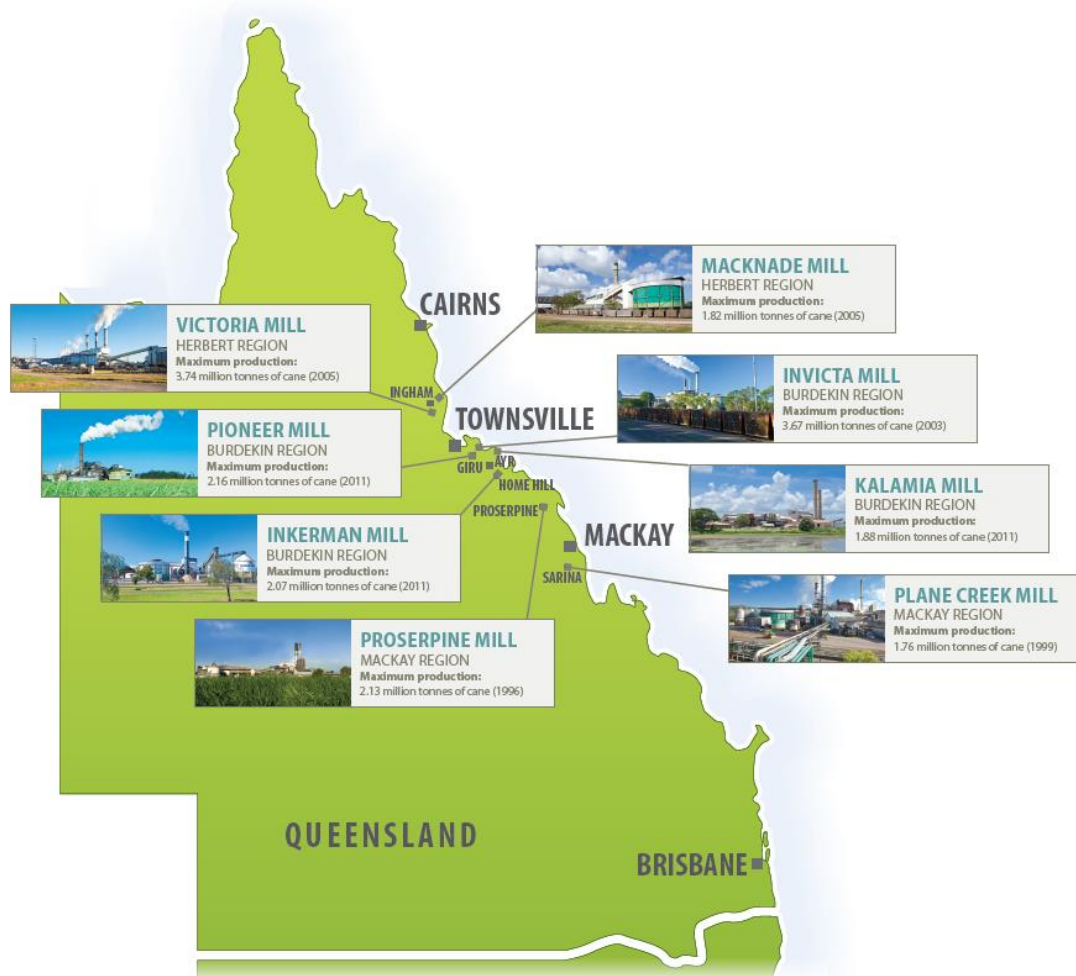 CAIRNS
MACKNADE MILL
HERBERT REGION
Maximum production:
1.82 million tonnes of cane (2005)
VICTORIA MILL
HERBERT REGION
Maximum production:
3.74 million tonnes of cane (2005)
INGHAM
INVICTA MILL
BURDEKIN REGION
Maximum production:
3.67 million tonnes of cane (2003)
TOWNSVILLE
PIONEER MILL
BURDEKIN REGION
Maximum production:
2.16 million tonnes of cane (2011)
GIRU
AYR
HOME HILL
KALAMIA MILL
BURDEKIN REGION
Maximum production:
1.88 million tonnes of cane (2011)
PROSERPINE
INKERMAN MILL
BURDEKIN REGION
Maximum production:
2.07 million tonnes of cane (2011)
MACKAY
SARINA
PLANE CREEK MILL
MACKAY REGION
Maximum production:
1.76 million tonnes of cane (1999)
PROSERPINE MILL
MACKAY REGION
Maximum production:
2.13 million tonnes of cane (1996)
QUEENSLAND
BRISBANE